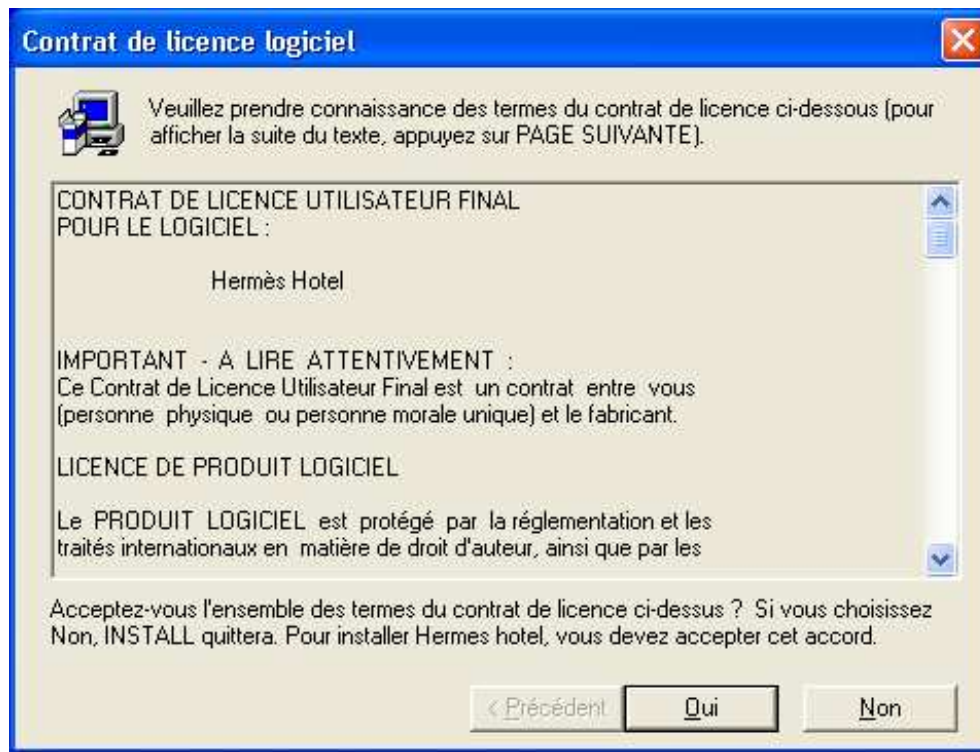 Contrat de licence logiciel
Veuillez prendre connaissance des termes du contrat de licence ci-dessous (pour
afficher la suite du texte, appuyez sur PAGE SUIVANTE).
CONTRAT DE LICENCE UTILISATEUR FINAL
POUR LE LOGICIEL :
Hermès Hotel
IMPORTANT - A LIRE ATTENTIVEMENT :
Ce Contrat de Licence Utilisateur Final est un contrat entre vous
(personne physique ou personne morale unique) et le fabricant.
LICENCE DE PRODUIT LOGICIEL
Le PRODUIT LOGICIEL est protégé par la réglementation et les
traités internationaux en matière de droit d'auteur, ainsi que par les
Acceptez-vous l'ensemble des termes du contrat de licence ci-dessus ? Si vous choisissez
Non, INSTALL quittera. Pour installer Hermes hotel, vous devez accepter cet accord.
< Précédent Oui Non